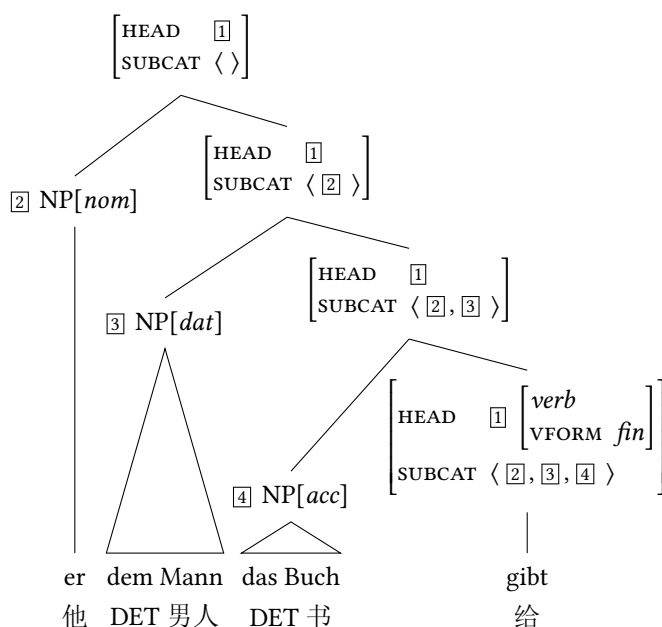 HEAD 1
SUBCAT ⟨ ⟩
HEAD 1
SUBCAT ⟨ 2 ⟩
2 NP[nom]
HEAD 1
SUBCAT ⟨ 2 , 3 ⟩
3 NP[dat]
verb
HEAD 1
VFORM fin
SUBCAT ⟨ 2 , 3 , 4 ⟩
4 NP[acc]
er dem Mann das Buch gibt
他 DET 男人 DET 书 给